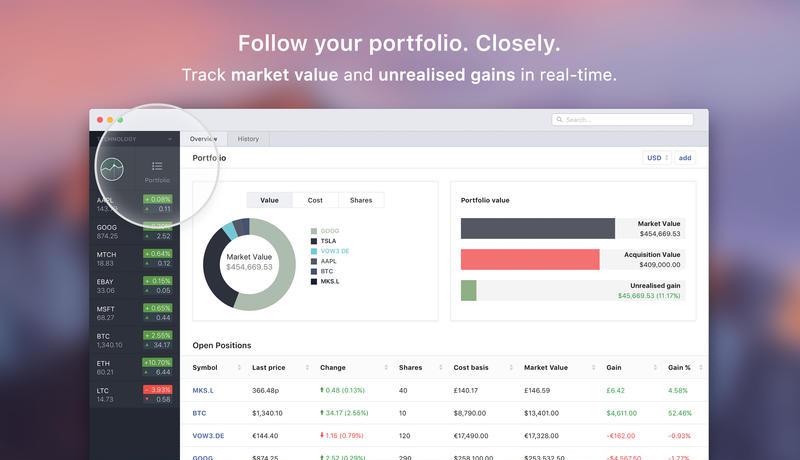 Follow your portfolio. Closely.
Track market value and unrealised gains in real-time.
Search...
TECHNOLOGY
Overview History
Portfolio
USD add
Portfolio
AAPL + 0.08%
143. 0.11
GOOG
874.25 2.52
MTCH + 0.64%
18.83 0.12
EBAY + 0.15%
33.06 0.05
MSFT + 0.65%
68.27 0.44
BTC + 2.55%
1,340.10 34.17
ETH +10.70%
60.21 6.44
LTC - 3.93%
14.73 0.58
Value Cost Shares
Market Value
$454,669.53
GOOG
TSLA
VOW3.DE
AAPL
BTC
MKS.L
Portfolio value
Market Value
$454,669.53
Acquisition Value
$409,000.00
Unrealised gain
$45,669.53 (11.17%)
Open Positions
Symbol Last price Change Shares Cost basis Market Value Gain Gain %
MKS.L 366.48p 0.48 (0.13%) 40 £140.17 £146.59 £6.42 4.58%
BTC $1,340.10 34.17 (2.55%) 10 $8,790.00 $13,401.00 $4,611.00 52.46%
VOW3.DE €144.40 1.15 (0.79%) 120 €17,490.00 €17,328.00 -€162.00 -0.93%
GOOG $874.25 2.52 (0.29%) 290 $258,100.00 $253,532.50 -$4,567.50 -1.77%